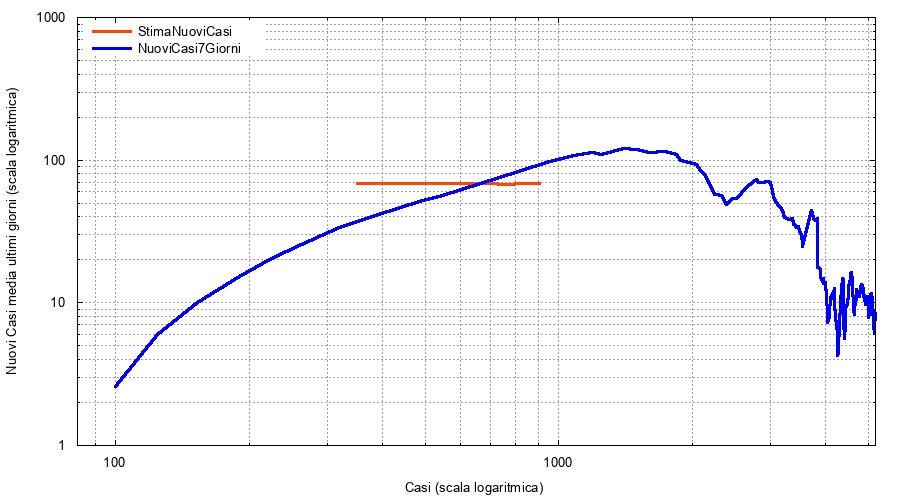 1000
StimaNuoviCasi
NuoviCasi7Giorni
100
10
1
Nuovi Casi media ultimi giorni (scala logaritmica)
100
1000
Casi (scala logaritmica)